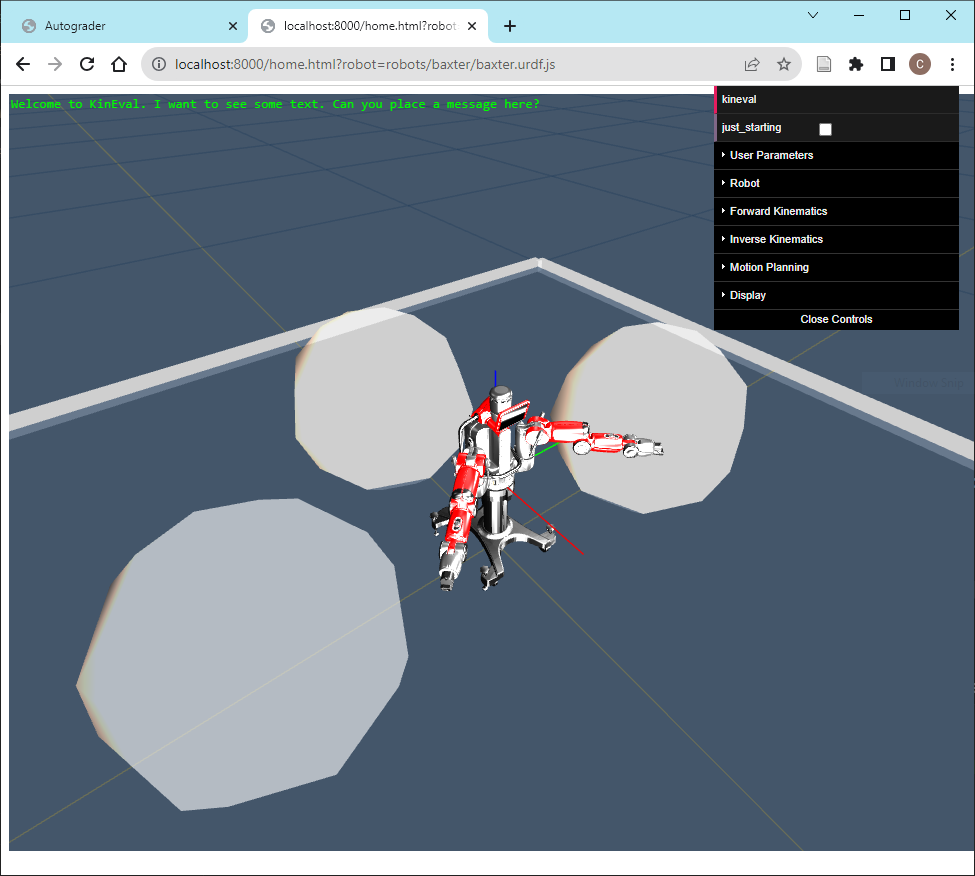 Autograder
localhost:8000/home.html?robot=
localhost:8000/home.html?robot=robots/baxter/baxter.urdf.js
C
Welcome to KinEval. I want to see some text. Can you place a message here?
kineval
just_starting
User Parameters
Robot
Forward Kinematics
Inverse Kinematics
Motion Planning
Display
Close Controls